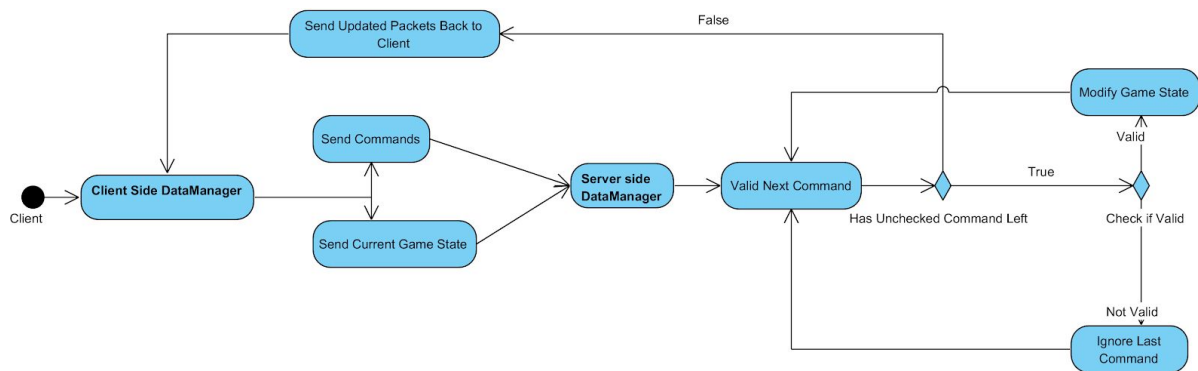 False
Send Updated Packets Back to
Client
Modify Game State
Send Commands
Valid
Client Side DataManager
Server side
DataManager
Valid Next Command
True
Client
Has Unchecked Command Left
Check if Valid
Send Current Game State
Not Valid
Ignore Last
Command